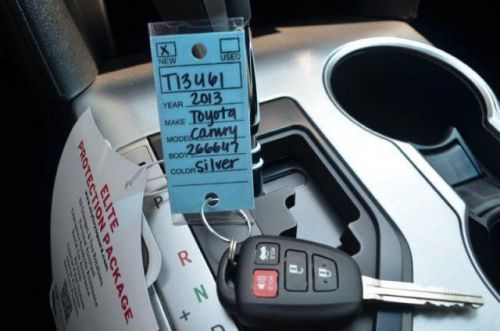 X
NEW
USED
T13461
YEAR 2013
MAKE Toyota
MODEL Camry
BODY 266647
COLOR Silver
ELITE
PROTECTION PACKAGE
P
R
N